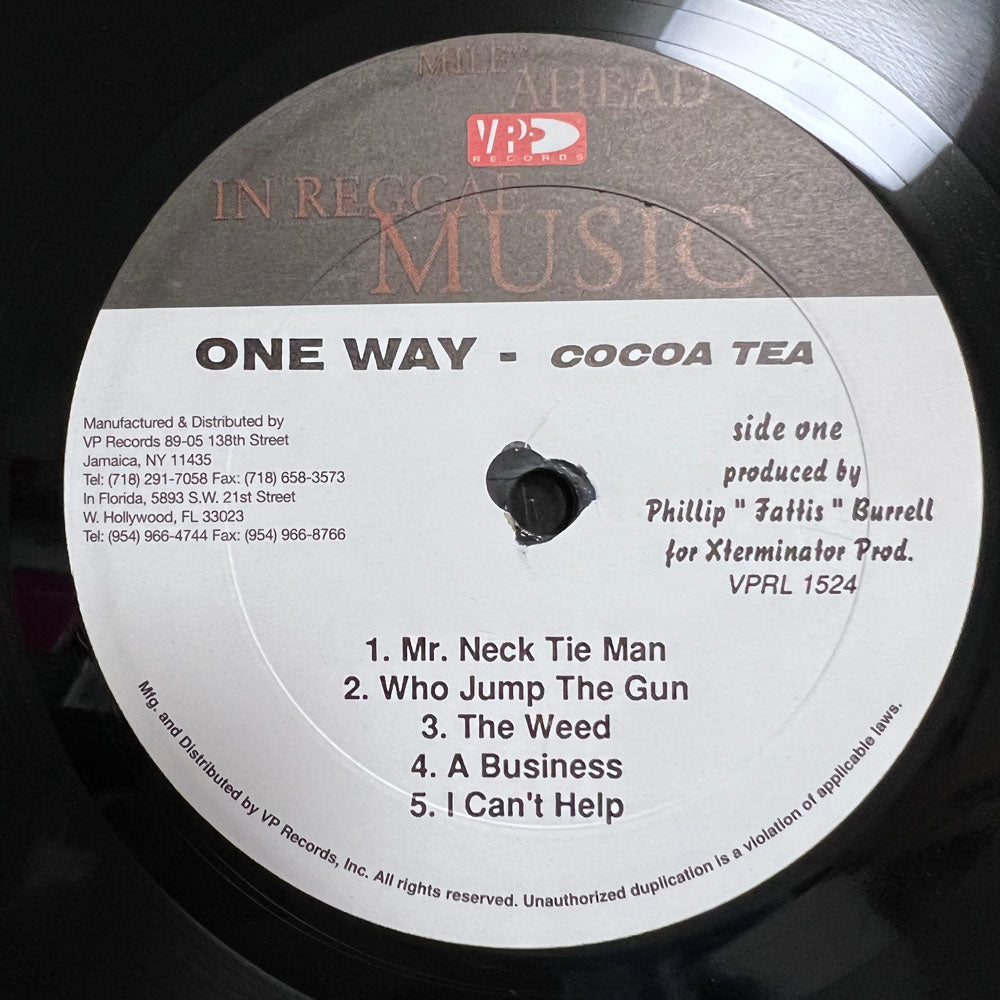 MILES
AHEAD
VP
RECORDS
IN REGGAE
MUSIC
ONE WAY - COCOA TEA
Manufactured & Distributed by
VP Records 89-05 138th Street
Jamaica, NY 11435
Tel: (718) 291-7058 Fax: (718) 658-3573
In Florida, 5893 S.W. 21st Street
W. Hollywood, FL 33023
Tel: (954) 966-4744 Fax: (954) 966-8766
side one
produced by
Phillip " Fattis " Burrell
for Xterminator Prod.
VPRL 1524
1. Mr. Neck Tie Man
2. Who Jump The Gun
3. The Weed
4. A Business
5. I Can't Help
Mfg. and Distributed by VP Records, Inc. All rights reserved. Unauthorized duplication is a violation of applicable laws.